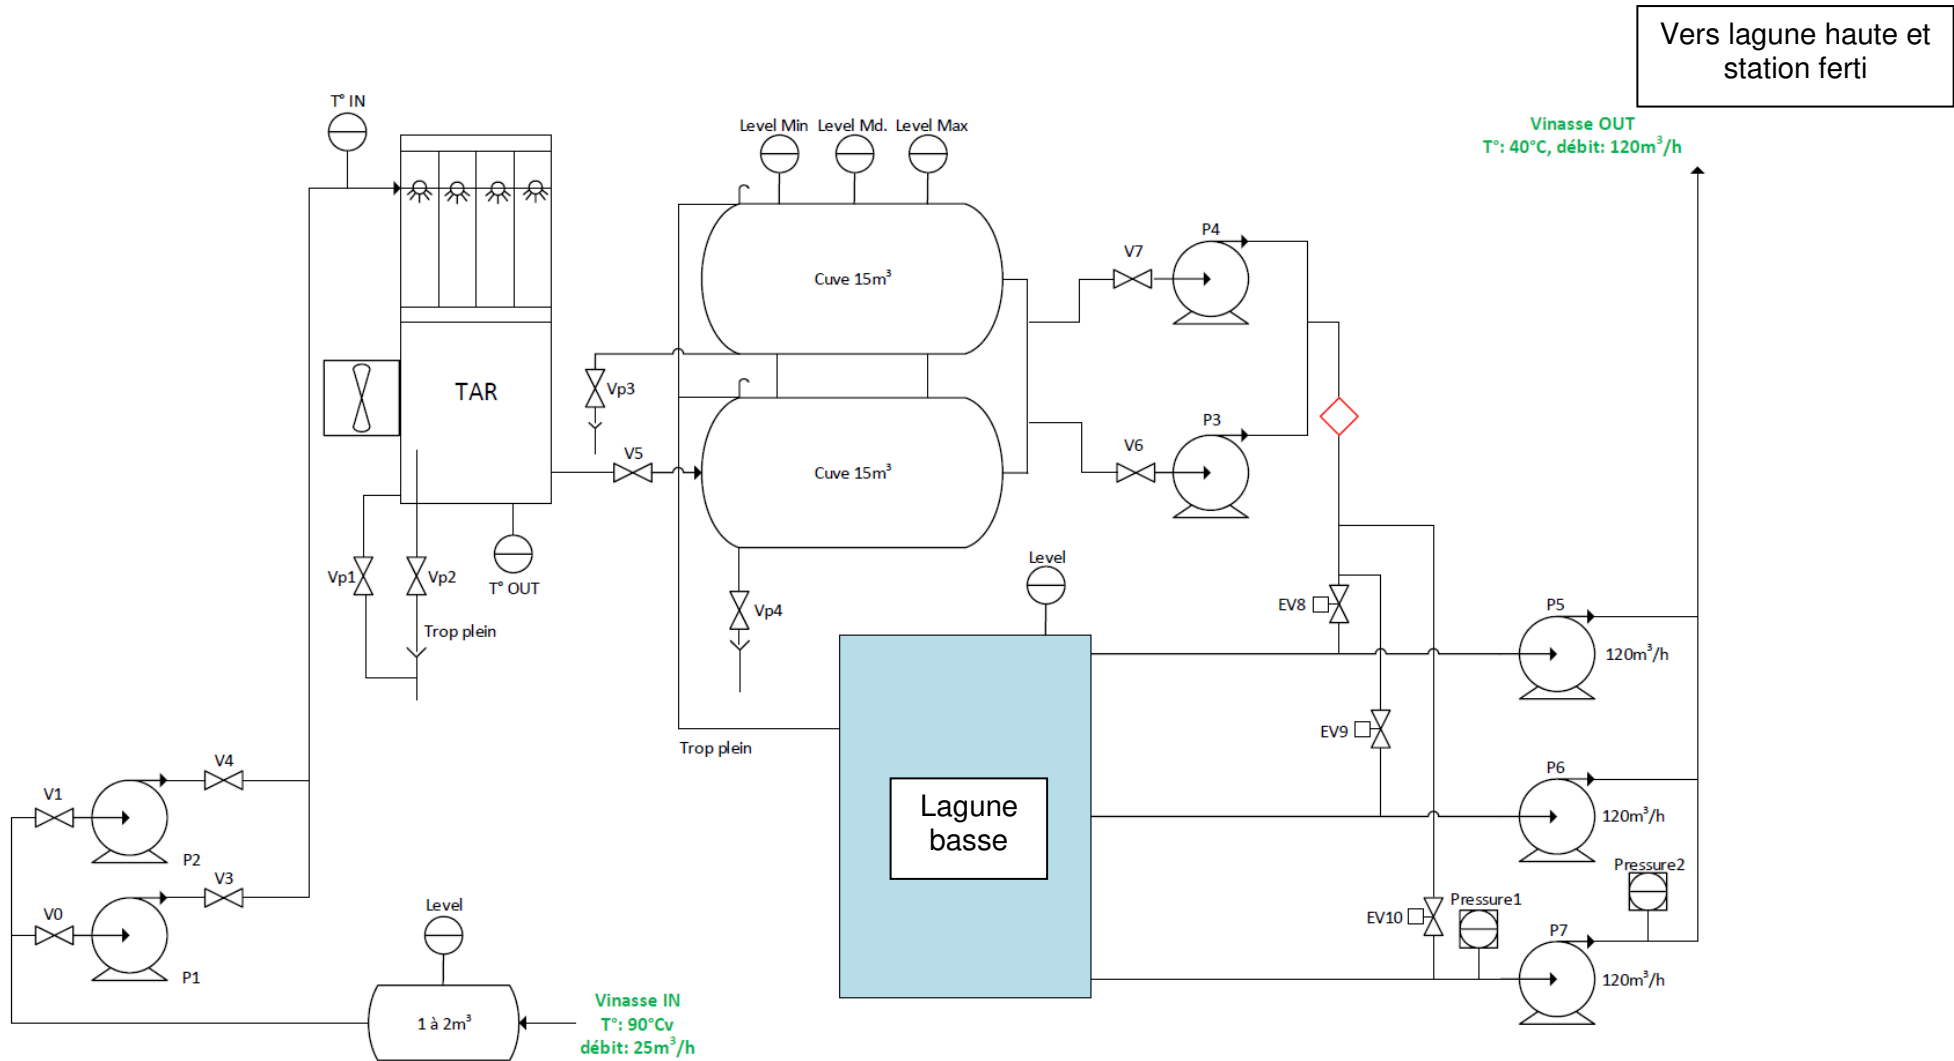 Vers lagune haute et
station ferti
Vinasse OUT
T°: 40°C, débit: 120m³/h
T° IN
Level Min
Level Md.
Level Max
Cuve 15m³
V7
P4
TAR
Vp3
V5
Cuve 15m³
V6
P3
Vp1
Vp2
T° OUT
Trop plein
Vp4
Level
EV8
P5
120m³/h
EV9
Trop plein
Lagune
basse
P6
120m³/h
V4
V1
P2
V3
V0
P1
Level
1 à 2m³
Vinasse IN
T°: 90°Cv
débit: 25m³/h
EV10
Pressure1
Pressure2
P7
120m³/h